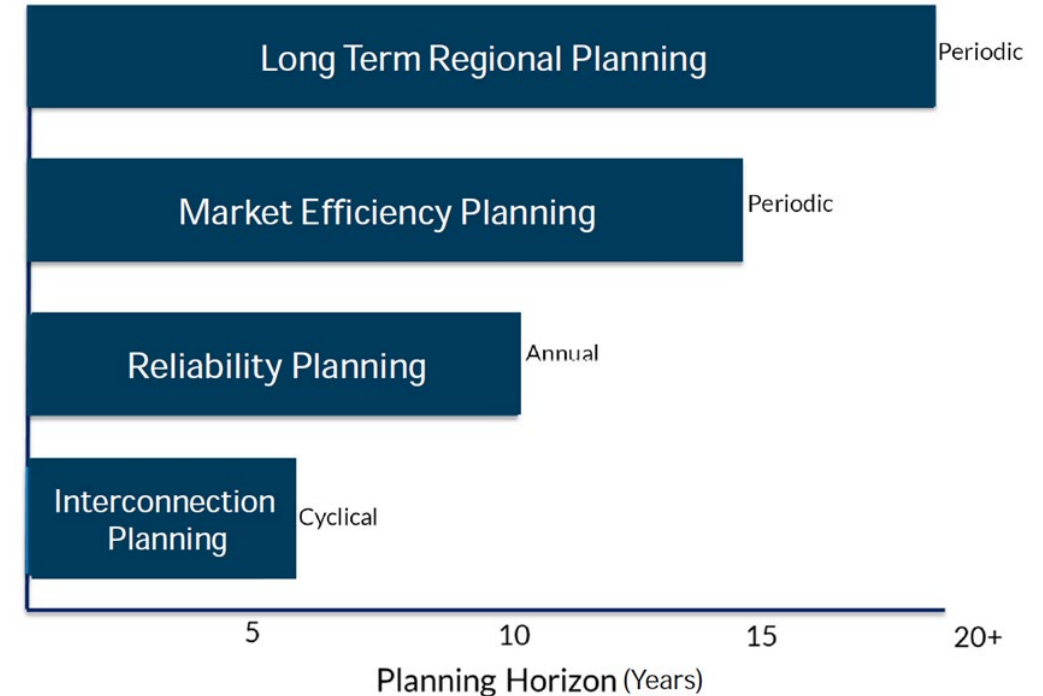 Long Term Regional Planning
Periodic
Market Efficiency Planning
Periodic
Reliability Planning
Annual
Interconnection
Planning
Cyclical
5 10 15 20+
Planning Horizon (Years)